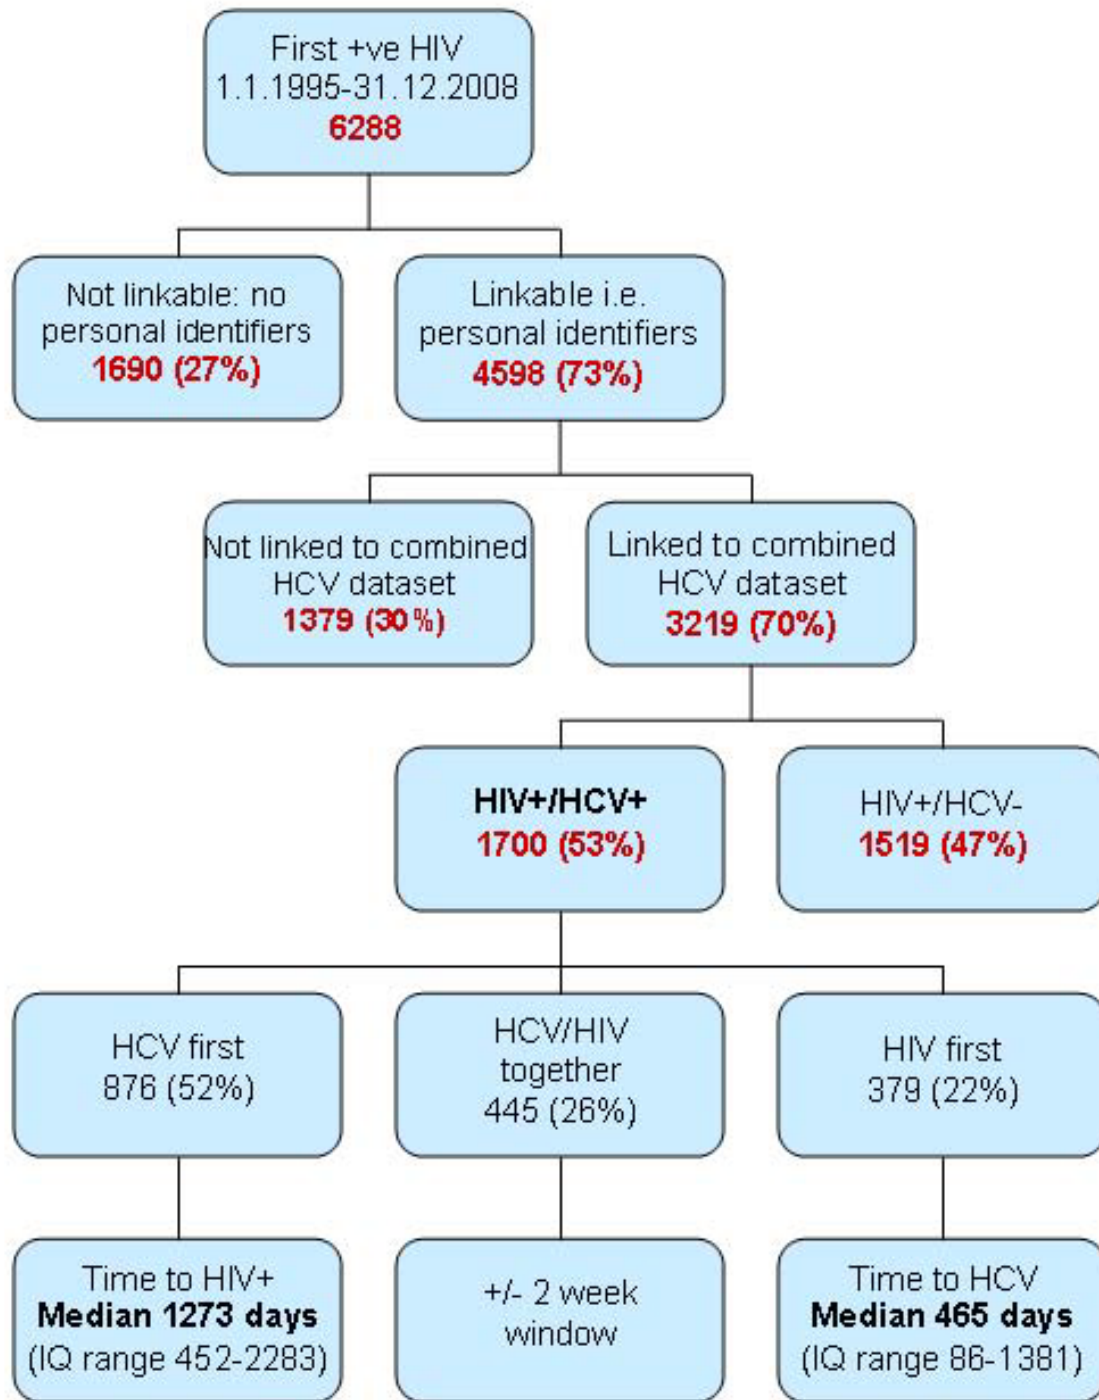 First +ve HIV
1.1.1995-31.12.2008
6288
Not linkable: no
personal identifiers
1690 (27%)
Linkable i.e.
personal identifiers
4598 (73%)
Not linked to combined
HCV dataset
1379 (30%)
Linked to combined
HCV dataset
3219 (70%)
HIV+/HCV+
1700 (53%)
HIV+/HCV-
1519 (47%)
HCV first
876 (52%)
HCV/HIV
together
445 (26%)
HIV first
379 (22%)
Time to HIV+
Median 1273 days
(IQ range 452-2283)
+/- 2 week
window
Time to HCV
Median 465 days
(IQ range 86-1381)